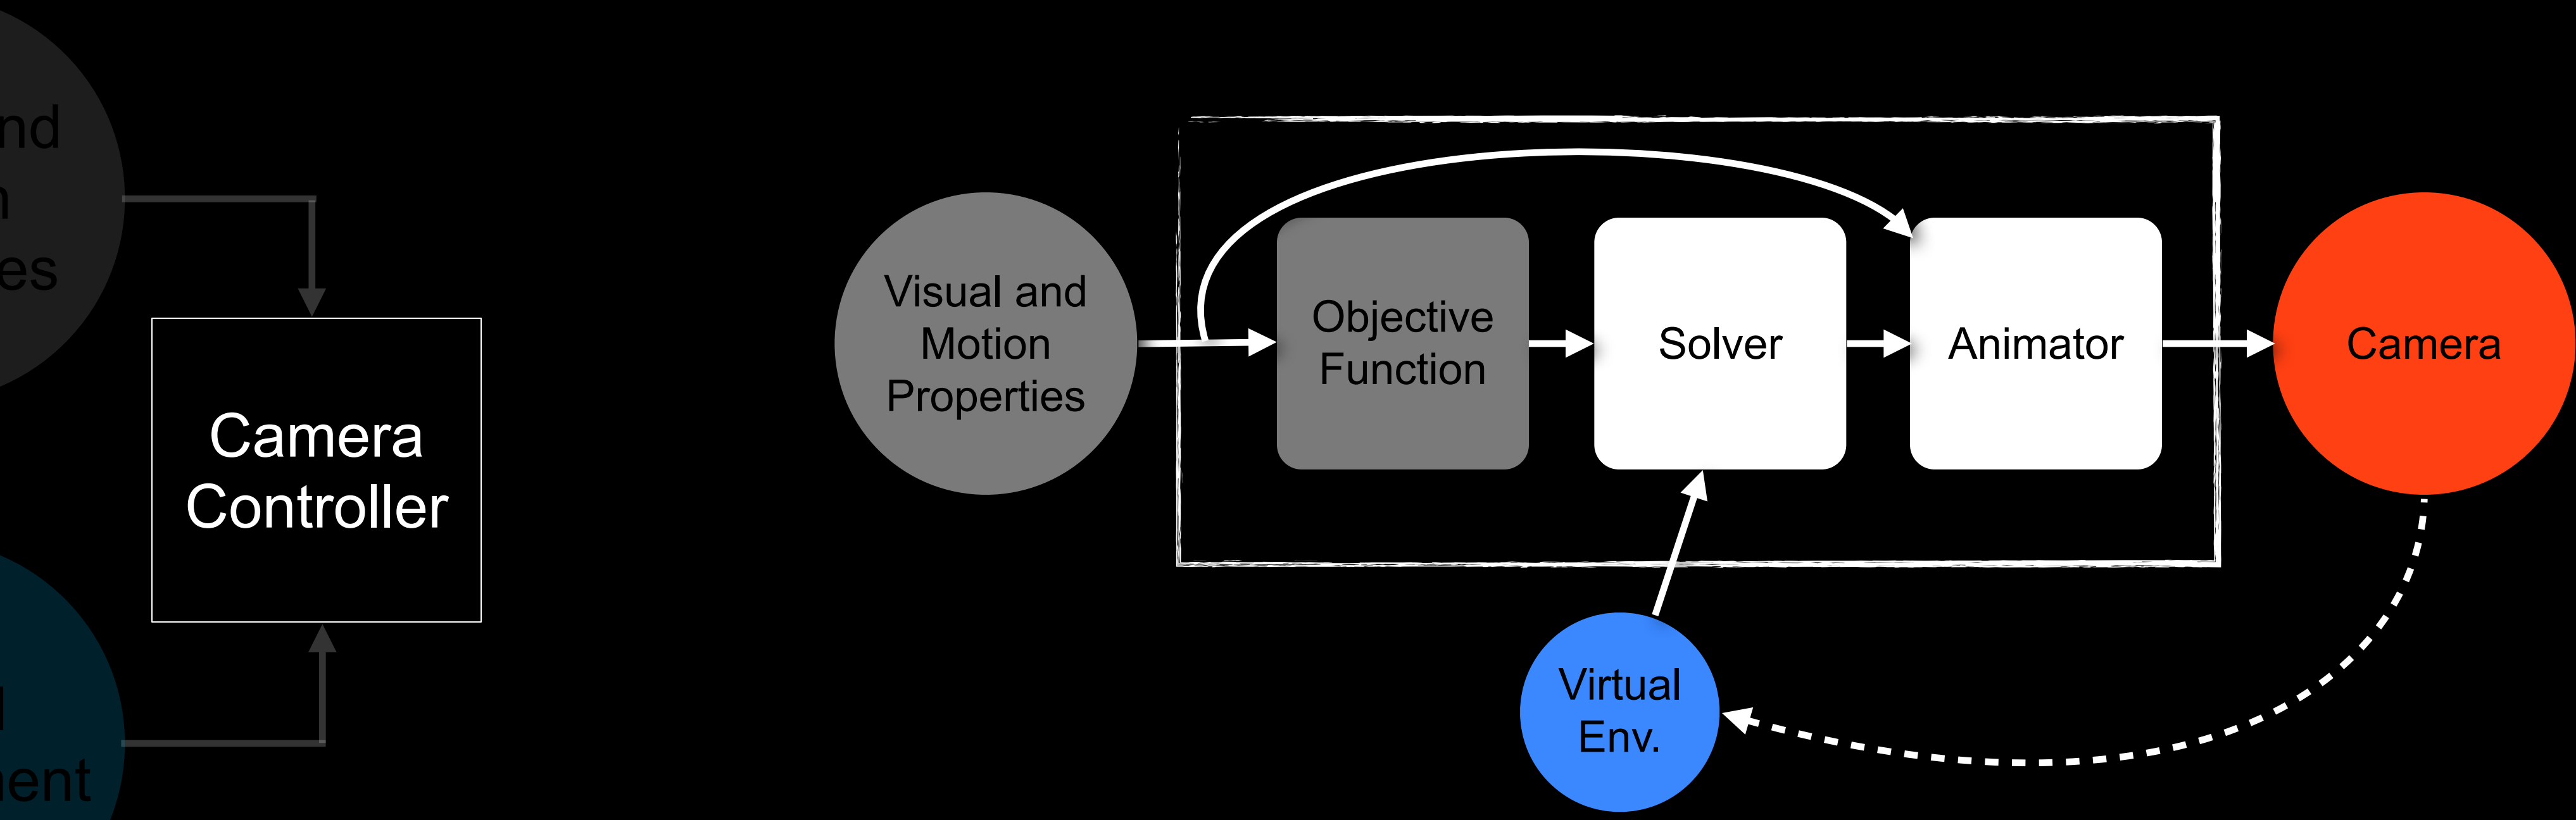 nd
es
Camera
Controller
ent
Visual and
Motion
Properties
Objective
Function
Solver
Animator
Camera
Virtual
Env.